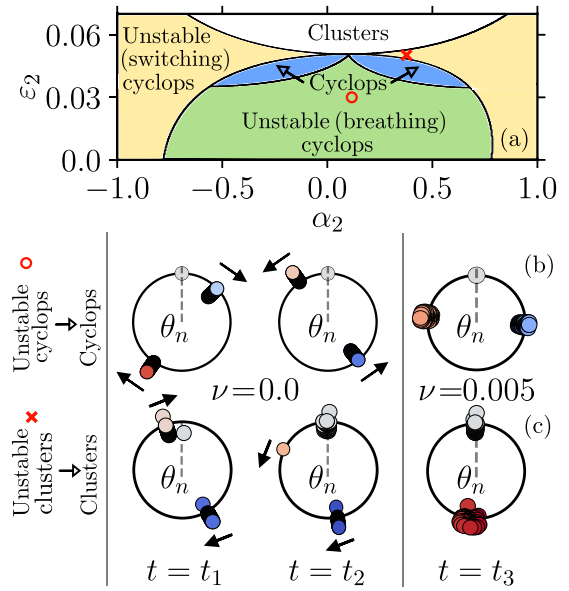 0.06
0.03
0.0
ε₂
Clusters
Unstable
(switching)
cyclops
Cyclops
Unstable (breathing)
cyclops
(a)
−1.0 −0.5 0.0 0.5 1.0
α₂
Unstable
cyclops
Cyclops
θₙ
θₙ
θₙ
(b)
ν=0.0
ν=0.005
Unstable
clusters
Clusters
θₙ
θₙ
θₙ
(c)
t = t₁
t = t₂
t = t₃